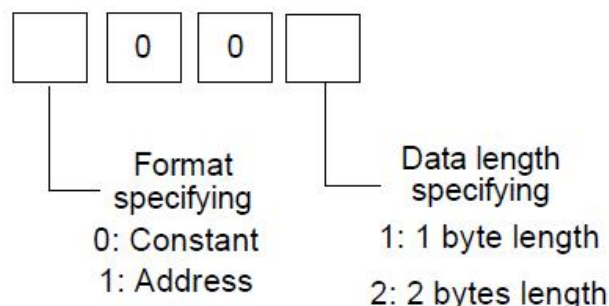 0 0
Format
specifying
0: Constant
1: Address
Data length
specifying
1: 1 byte length
2: 2 bytes length